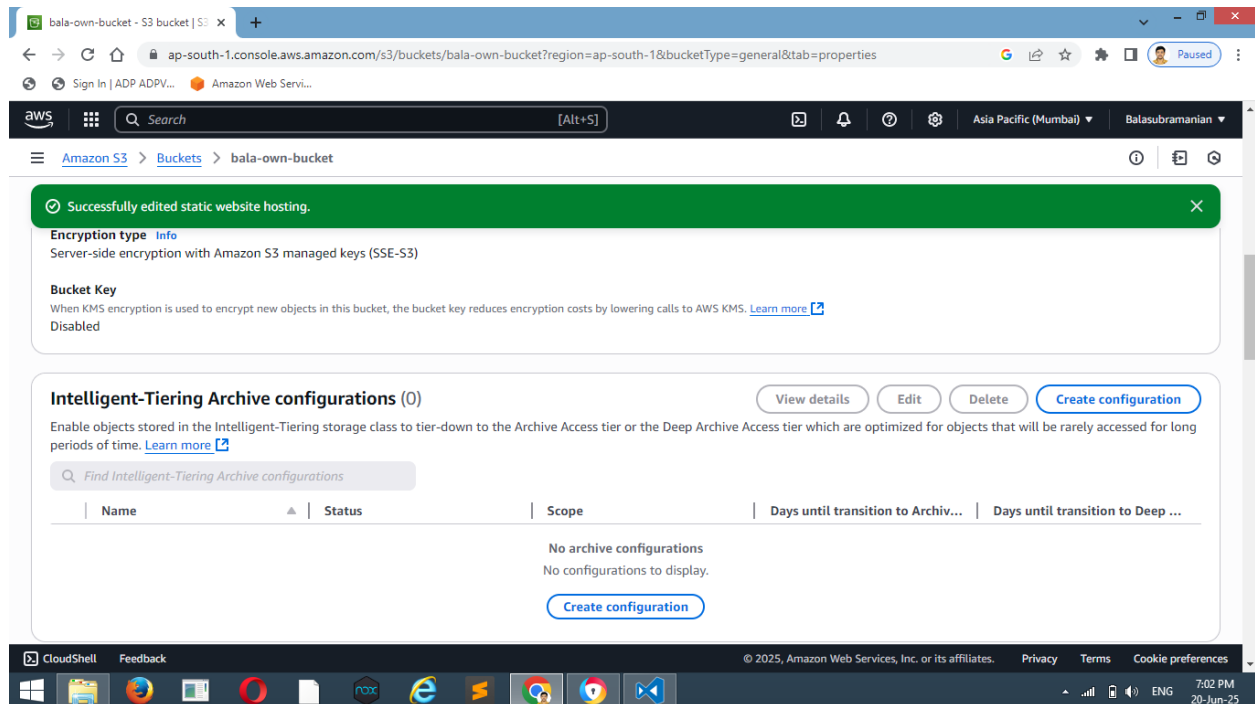 bala-own-bucket - S3 bucket | S3
ap-south-1.console.aws.amazon.com/s3/buckets/bala-own-bucket?region=ap-south-1&bucketType=general&tab=properties
Paused
Sign In | ADP ADPV... Amazon Web Servi...
aws Search [Alt+S] Asia Pacific (Mumbai) Balasubramanian
Amazon S3 > Buckets > bala-own-bucket
Successfully edited static website hosting.
Encryption type Info
Server-side encryption with Amazon S3 managed keys (SSE-S3)
Bucket Key
When KMS encryption is used to encrypt new objects in this bucket, the bucket key reduces encryption costs by lowering calls to AWS KMS. Learn more
Disabled
Intelligent-Tiering Archive configurations (0) View details Edit Delete Create configuration
Enable objects stored in the Intelligent-Tiering storage class to tier-down to the Archive Access tier or the Deep Archive Access tier which are optimized for objects that will be rarely accessed for long
periods of time. Learn more
Find Intelligent-Tiering Archive configurations
Name Status Scope Days until transition to Archiv... Days until transition to Deep ...
No archive configurations
No configurations to display.
Create configuration
CloudShell Feedback © 2025, Amazon Web Services, Inc. or its affiliates. Privacy Terms Cookie preferences
nox ENG 7:02 PM
20-Jun-25